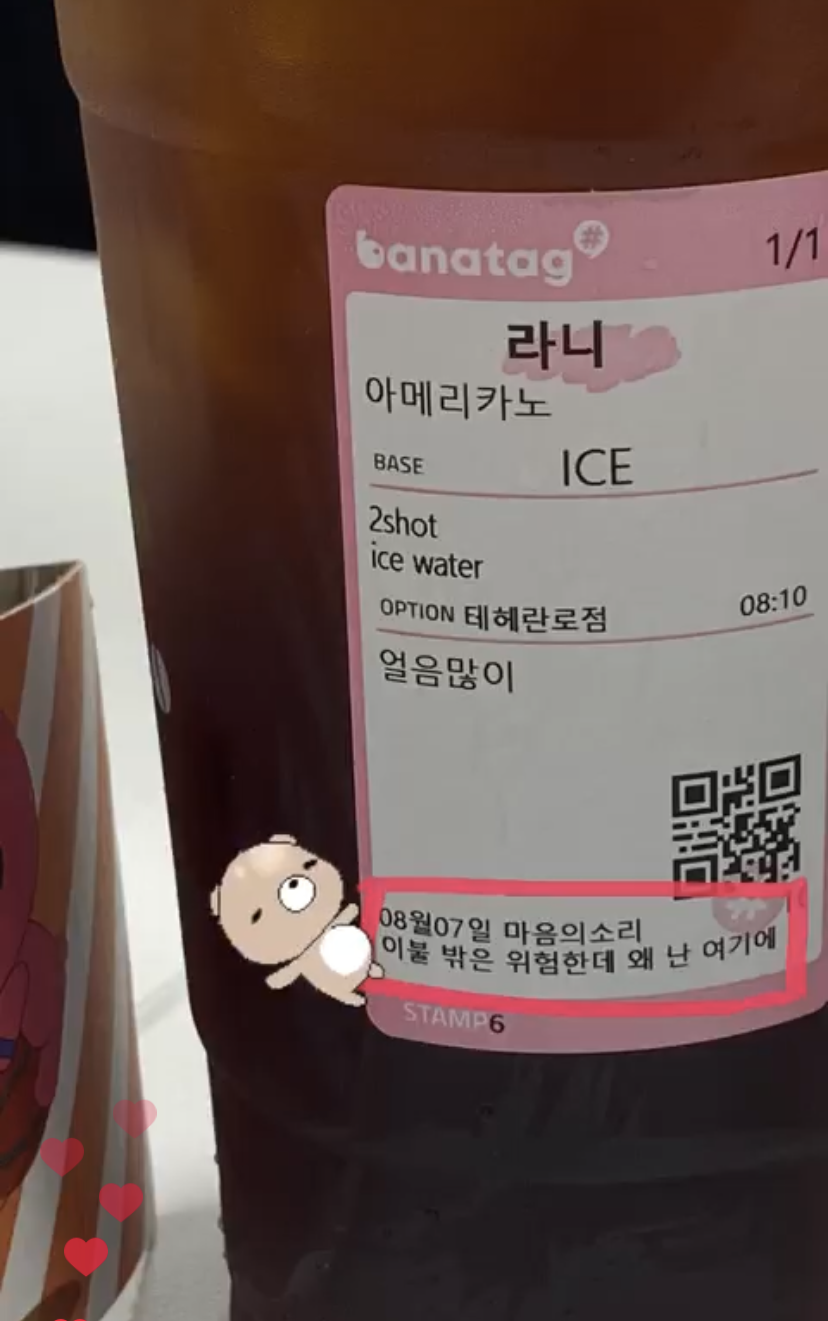 banatag#
1/1
라니
아메리카노
BASE ICE
2shot
ice water
OPTION 테헤란로점 08:10
얼음많이
08월07일 마음의소리
이불 밖은 위험한데 왜 난 여기에
STAMP6